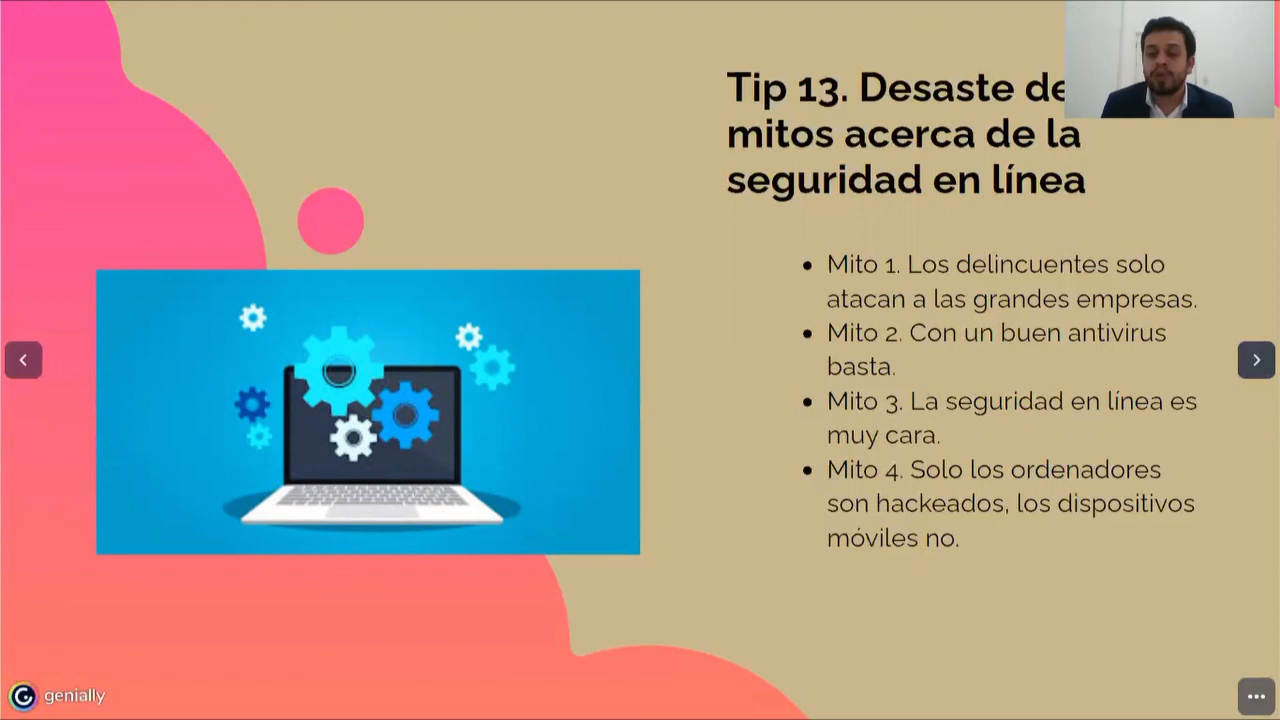 Tip 13. Desaste de
mitos acerca de la
seguridad en línea
• Mito 1. Los delincuentes solo
atacan a las grandes empresas.
• Mito 2. Con un buen antivirus
basta.
• Mito 3. La seguridad en línea es
muy cara.
• Mito 4. Solo los ordenadores
son hackeados, los dispositivos
móviles no.
genially